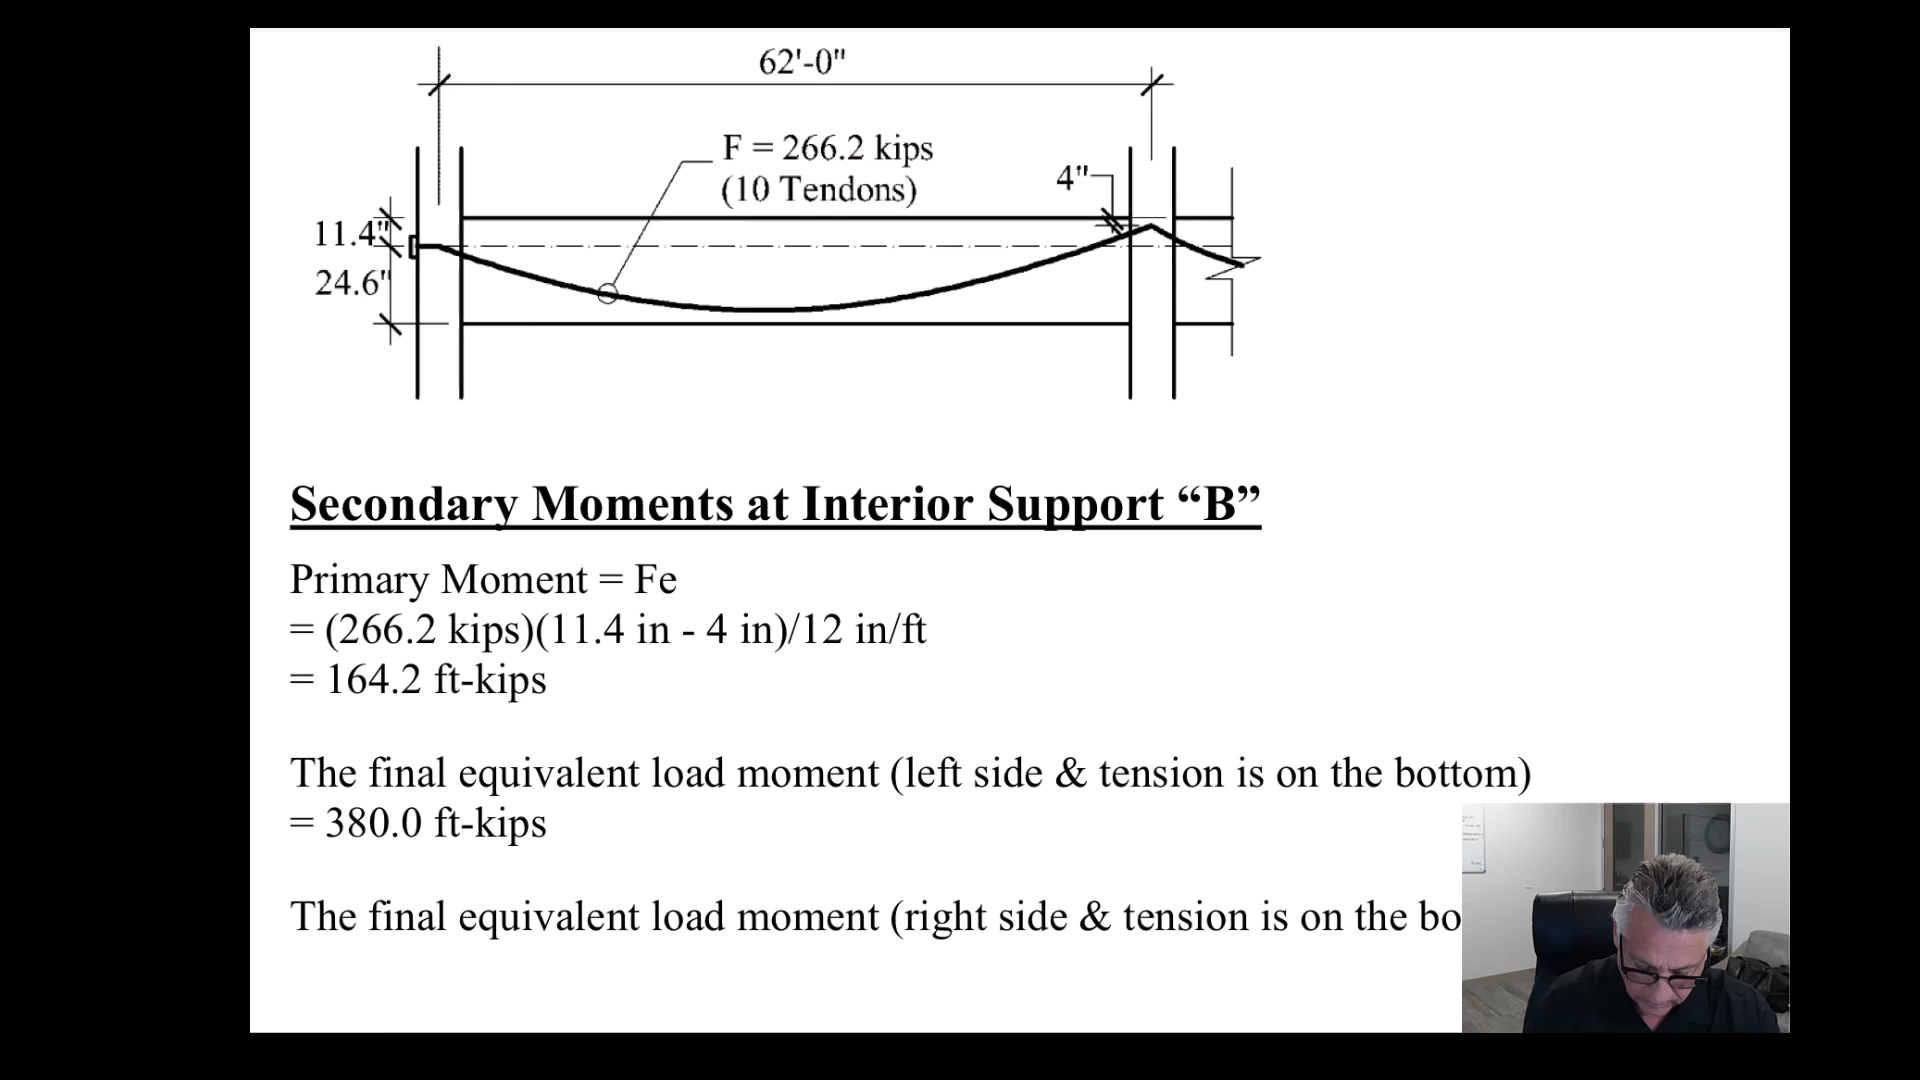 62'-0"
F = 266.2 kips
(10 Tendons)
4"
11.4"
24.6"
Secondary Moments at Interior Support “B”
Primary Moment = Fe
= (266.2 kips)(11.4 in - 4 in)/12 in/ft
= 164.2 ft-kips
The final equivalent load moment (left side & tension is on the bottom)
= 380.0 ft-kips
The final equivalent load moment (right side & tension is on the bo